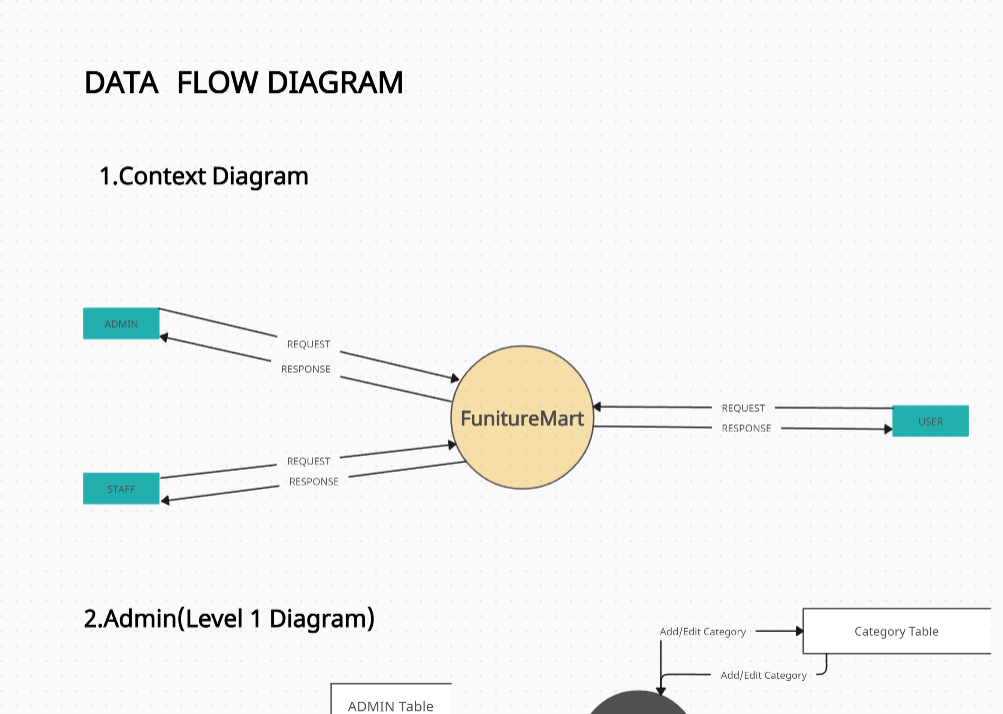 DATA FLOW DIAGRAM
1.Context Diagram
ADMIN
REQUEST
RESPONSE
FunitureMart
REQUEST
RESPONSE
USER
REQUEST
RESPONSE
STAFF
2.Admin(Level 1 Diagram)
Add/Edit Category
Category Table
Add/Edit Category
ADMIN Table